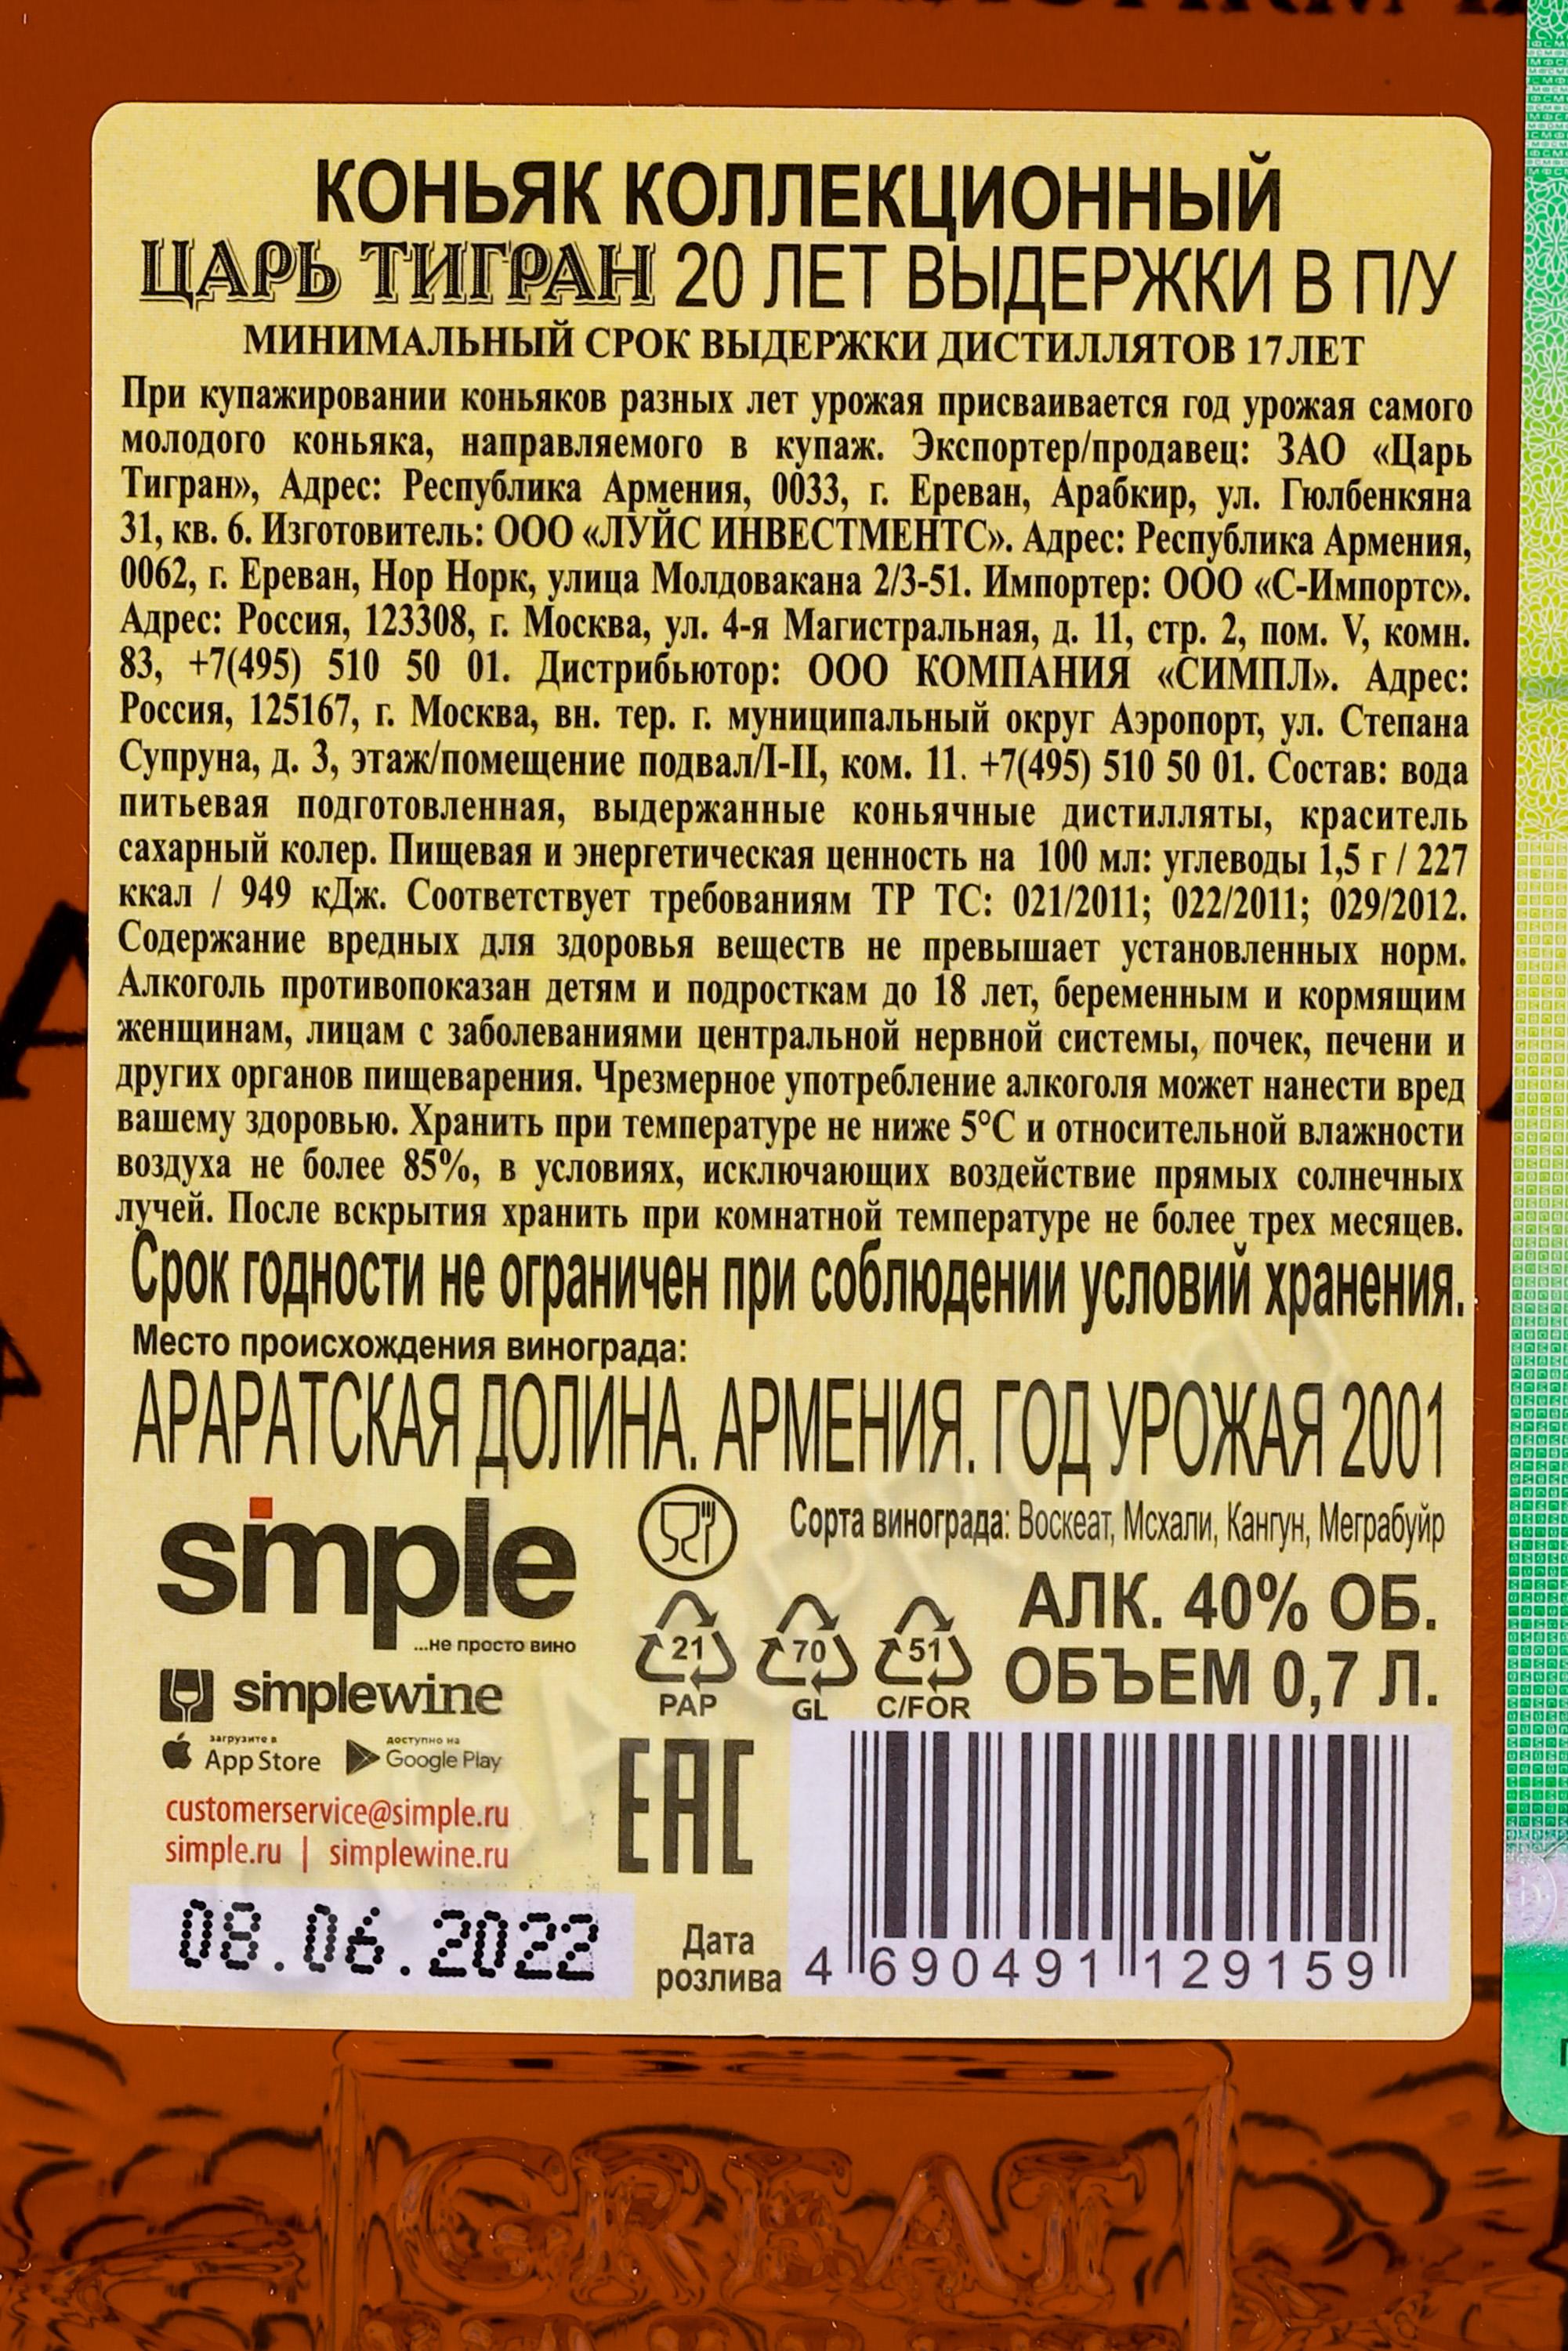 КОНЬЯК КОЛЛЕКЦИОННЫЙ
ЦАРЬ ТИГРАН 20 ЛЕТ ВЫДЕРЖКИ В П/У
МИНИМАЛЬНЫЙ СРОК ВЫДЕРЖКИ ДИСТИЛЛЯТОВ 17 ЛЕТ
При купажировании коньяков разных лет урожая присваивается год урожая самого
молодого коньяка, направляемого в купаж. Экспортер/продавец: ЗАО «Царь
Тигран», Адрес: Республика Армения, 0033, г. Ереван, Арабкир, ул. Гюлбенкяна
31, кв. 6. Изготовитель: ООО «ЛУЙС ИНВЕСТМЕНТС». Адрес: Республика Армения,
0062, г. Ереван, Нор Норк, улица Молдовакана 2/3-51. Импортер: ООО «С-Импортс».
Адрес: Россия, 123308, г. Москва, ул. 4-я Магистральная, д. 11, стр. 2, пом. V, комн.
83, +7(495) 510 50 01. Дистрибьютор: ООО КОМПАНИЯ «СИМПЛ». Адрес:
Россия, 125167, г. Москва, вн. тер. г. муниципальный округ Аэропорт, ул. Степана
Супруна, д. 3, этаж/помещение подвал/I-II, ком. 11. +7(495) 510 50 01. Состав: вода
питьевая подготовленная, выдержанные коньячные дистилляты, краситель
сахарный колер. Пищевая и энергетическая ценность на 100 мл: углеводы 1,5 г / 227
ккал / 949 кДж. Соответствует требованиям ТР ТС: 021/2011; 022/2011; 029/2012.
Содержание вредных для здоровья веществ не превышает установленных норм.
Алкоголь противопоказан детям и подросткам до 18 лет, беременным и кормящим
женщинам, лицам с заболеваниями центральной нервной системы, почек, печени и
других органов пищеварения. Чрезмерное употребление алкоголя может нанести вред
вашему здоровью. Хранить при температуре не ниже 5°C и относительной влажности
воздуха не более 85%, в условиях, исключающих воздействие прямых солнечных
лучей. После вскрытия хранить при комнатной температуре не более трех месяцев.
Срок годности не ограничен при соблюдении условий хранения.
Место происхождения винограда:
АРАРАТСКАЯ ДОЛИНА. АРМЕНИЯ. ГОД УРОЖАЯ 2001
simple
...не просто вино
Сорта винограда: Воскеат, Мсхали, Кангун, Меграбуйр
АЛК. 40% ОБ.
ОБЪЕМ 0,7 Л.
21 70 51
PAP GL C/FOR
simplewine
загрузите в
App Store
доступно на
Google Play
customerservice@simple.ru
simple.ru | simplewine.ru
EAC
08.06.2022
Дата
розлива
4 690491 129159
GREAT